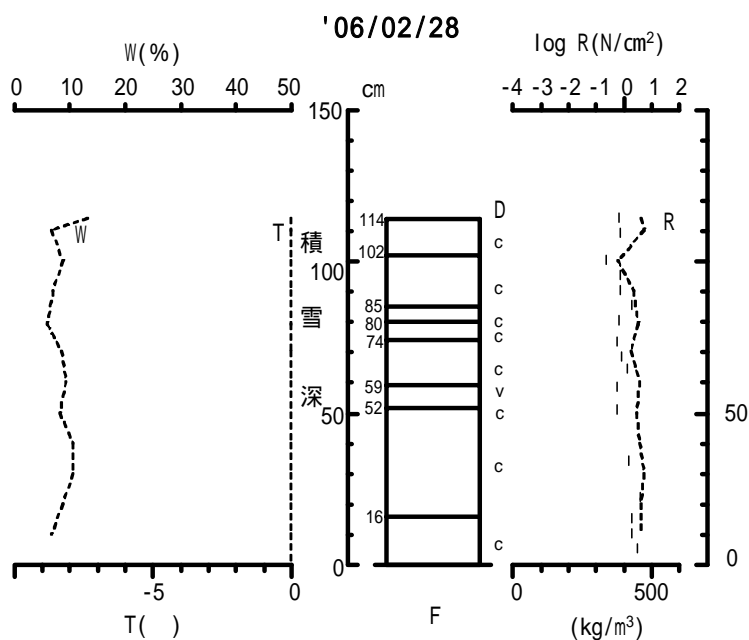 '06/02/28
W(%)
log R(N/cm²)
0 10 20 30 40 50
cm
-4 -3 -2 -1 0 1 2
150
114
D
W
T
R
積
c
102
100
c
雪
85
80
c
74
c
c
59
v
深
52
c
50
50
c
16
c
0
0
-5
0
0
500
T( )
F
(kg/m³)